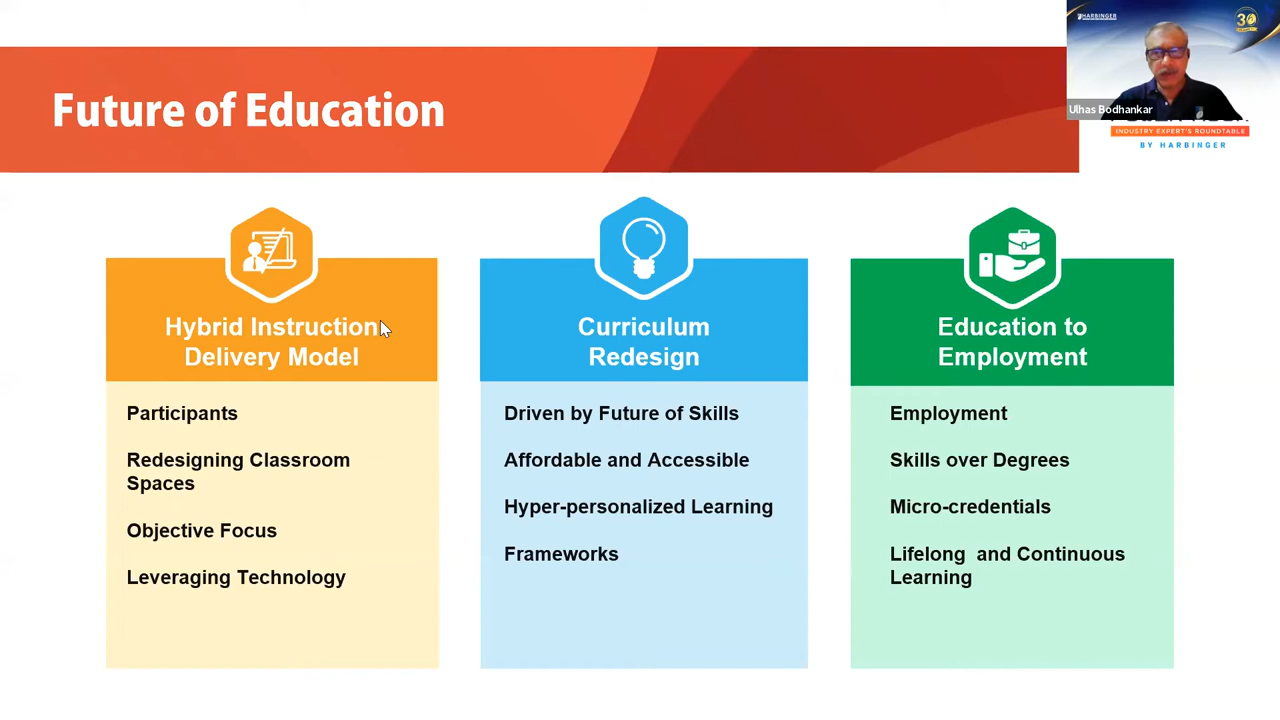 HARBINGER
30
Ulhas Bodhankar
INDUSTRY EXPERT'S ROUNDTABLE
BY HARBINGER
Future of Education
Hybrid Instruction
Delivery Model
Participants
Redesigning Classroom
Spaces
Objective Focus
Leveraging Technology
Curriculum
Redesign
Driven by Future of Skills
Affordable and Accessible
Hyper-personalized Learning
Frameworks
Education to
Employment
Employment
Skills over Degrees
Micro-credentials
Lifelong and Continuous
Learning